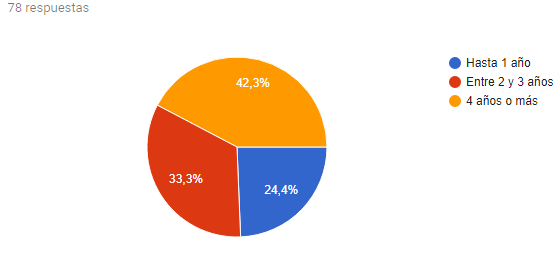 78 respuestas
Hasta 1 año
Entre 2 y 3 años
4 años o más
42,3%
33,3%
24,4%